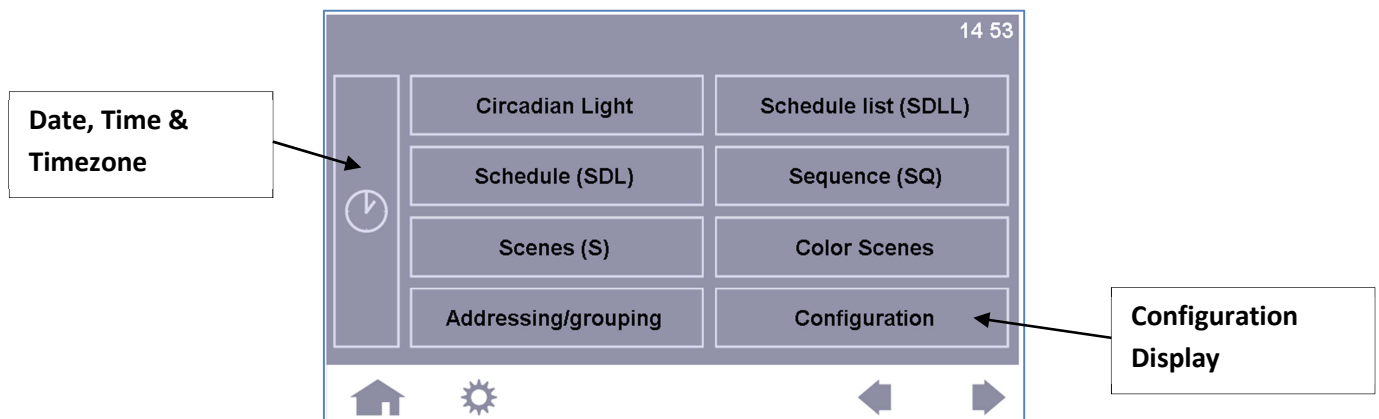 14 53
Date, Time &
Timezone
Circadian Light
Schedule list (SDLL)
Schedule (SDL)
Sequence (SQ)
Scenes (S)
Color Scenes
Addressing/grouping
Configuration
Configuration
Display